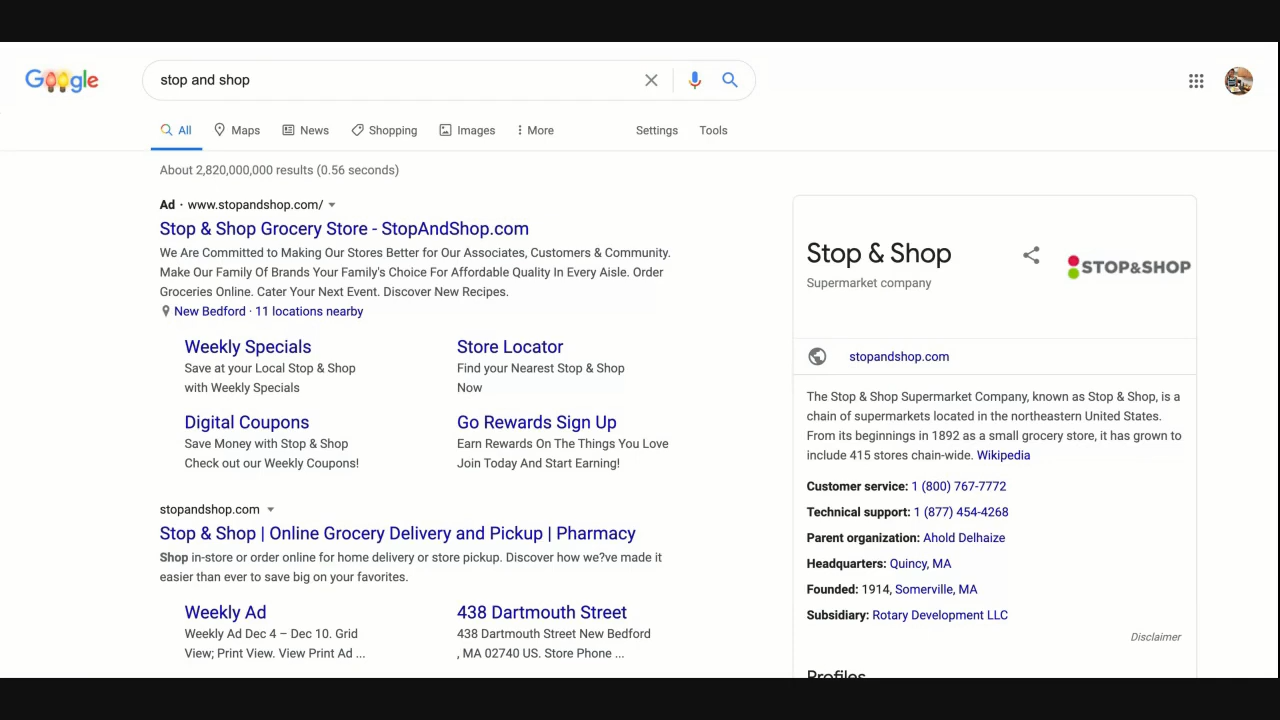 Google
stop and shop
All Maps News Shopping Images More Settings Tools
About 2,820,000,000 results (0.56 seconds)
Ad · www.stopandshop.com/
Stop & Shop Grocery Store - StopAndShop.com
We Are Committed to Making Our Stores Better for Our Associates, Customers & Community.
Make Our Family Of Brands Your Family's Choice For Affordable Quality In Every Aisle. Order
Groceries Online. Cater Your Next Event. Discover New Recipes.
New Bedford · 11 locations nearby
Weekly Specials
Save at your Local Stop & Shop
with Weekly Specials
Store Locator
Find your Nearest Stop & Shop
Now
Digital Coupons
Save Money with Stop & Shop
Check out our Weekly Coupons!
Go Rewards Sign Up
Earn Rewards On The Things You Love
Join Today And Start Earning!
stopandshop.com
Stop & Shop | Online Grocery Delivery and Pickup | Pharmacy
Shop in-store or order online for home delivery or store pickup. Discover how we?ve made it
easier than ever to save big on your favorites.
Weekly Ad
Weekly Ad Dec 4 – Dec 10. Grid
View; Print View. View Print Ad ...
438 Dartmouth Street
438 Dartmouth Street New Bedford
, MA 02740 US. Store Phone ...
Stop & Shop
Supermarket company
STOP&SHOP
stopandshop.com
The Stop & Shop Supermarket Company, known as Stop & Shop, is a
chain of supermarkets located in the northeastern United States.
From its beginnings in 1892 as a small grocery store, it has grown to
include 415 stores chain-wide. Wikipedia
Customer service: 1 (800) 767-7772
Technical support: 1 (877) 454-4268
Parent organization: Ahold Delhaize
Headquarters: Quincy, MA
Founded: 1914, Somerville, MA
Subsidiary: Rotary Development LLC
Disclaimer
Profiles